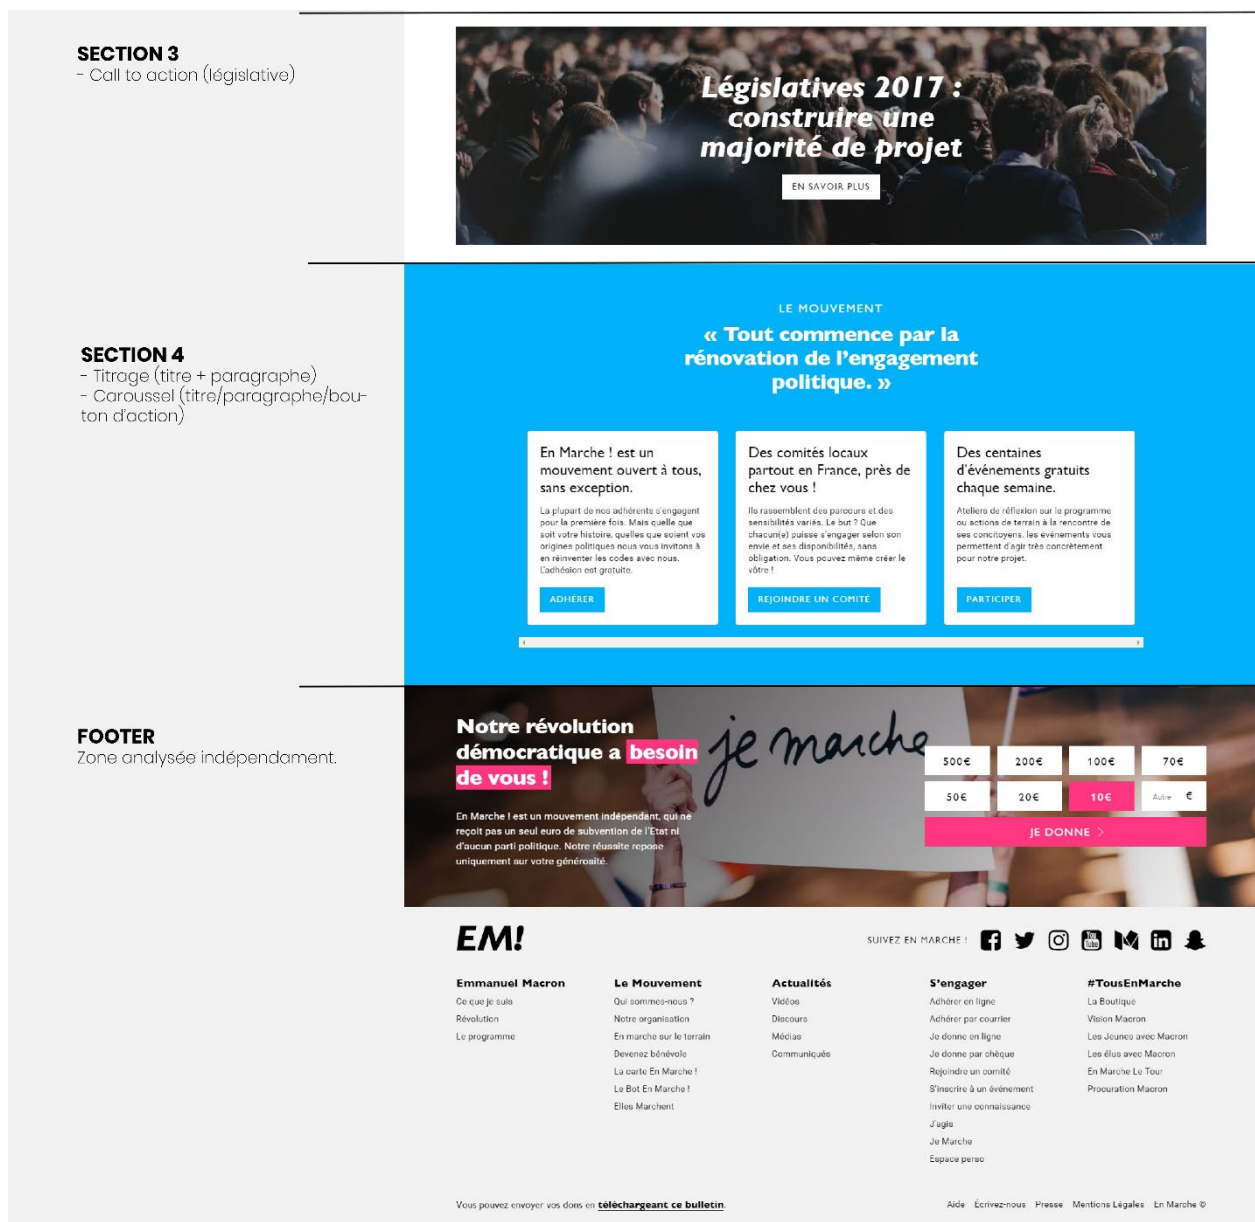 SECTION 3
- Call to action (législative)
Législatives 2017 :
construire une
majorité de projet
EN SAVOIR PLUS
SECTION 4
- Titrage (titre + paragraphe)
- Caroussel (titre/paragraphe/bou-
ton d'action)
LE MOUVEMENT
« Tout commence par la
rénovation de l'engagement
politique. »
En Marche ! est un
mouvement ouvert à tous,
sans exception.
La plupart de nos adhérents s'engagent
pour la première fois. Mais quelle que
soit votre histoire, quelles que soient vos
origines politiques nous vous invitons à
en réinventer les codes avec nous.
L'adhésion est gratuite.
ADHÉRER
Des comités locaux
partout en France, près de
chez vous !
Ils rassemblent des parcours et des
sensibilités variés. Le but ? Que
chacun(e) puisse s'engager selon son
envie et ses disponibilités, sans
obligation. Vous pouvez même créer le
vôtre !
REJOINDRE UN COMITÉ
Des centaines
d'événements gratuits
chaque semaine.
Ateliers de réflexion sur le programme
ou actions de terrain à la rencontre de
ses concitoyens, les événements vous
permettent d'agir très concrètement
pour notre projet.
PARTICIPER
FOOTER
Zone analysée indépendament.
Notre révolution
démocratique a besoin
de vous !
En Marche ! est un mouvement indépendant, qui ne
reçoit pas un seul euro de subvention de l'Etat ni
d'aucun parti politique. Notre réussite repose
uniquement sur votre générosité.
je marche
500€ 200€ 100€ 70€
50€ 20€ 10€ Autre €
JE DONNE >
EM!
SUIVEZ EN MARCHE !
You Tube
in
Emmanuel Macron
Ce que je suis
Révolution
Le programme
Le Mouvement
Qui sommes-nous ?
Notre organisation
En marche sur le terrain
Devenez bénévole
La carte En Marche !
Le Bot En Marche !
Elles Marchent
Actualités
Vidéos
Discours
Médias
Communiqués
S'engager
Adhérer en ligne
Adhérer par courrier
Je donne en ligne
Je donne par chèque
Rejoindre un comité
S'inscrire à un événement
Inviter une connaissance
J'agis
Je Marche
Espace perso
#TousEnMarche
La Boutique
Vision Macron
Les Jeunes avec Macron
Les élus avec Macron
En Marche Le Tour
Procuration Macron
Vous pouvez envoyer vos dons en téléchargeant ce bulletin.
Aide Écrivez-nous Presse Mentions Légales En Marche ©